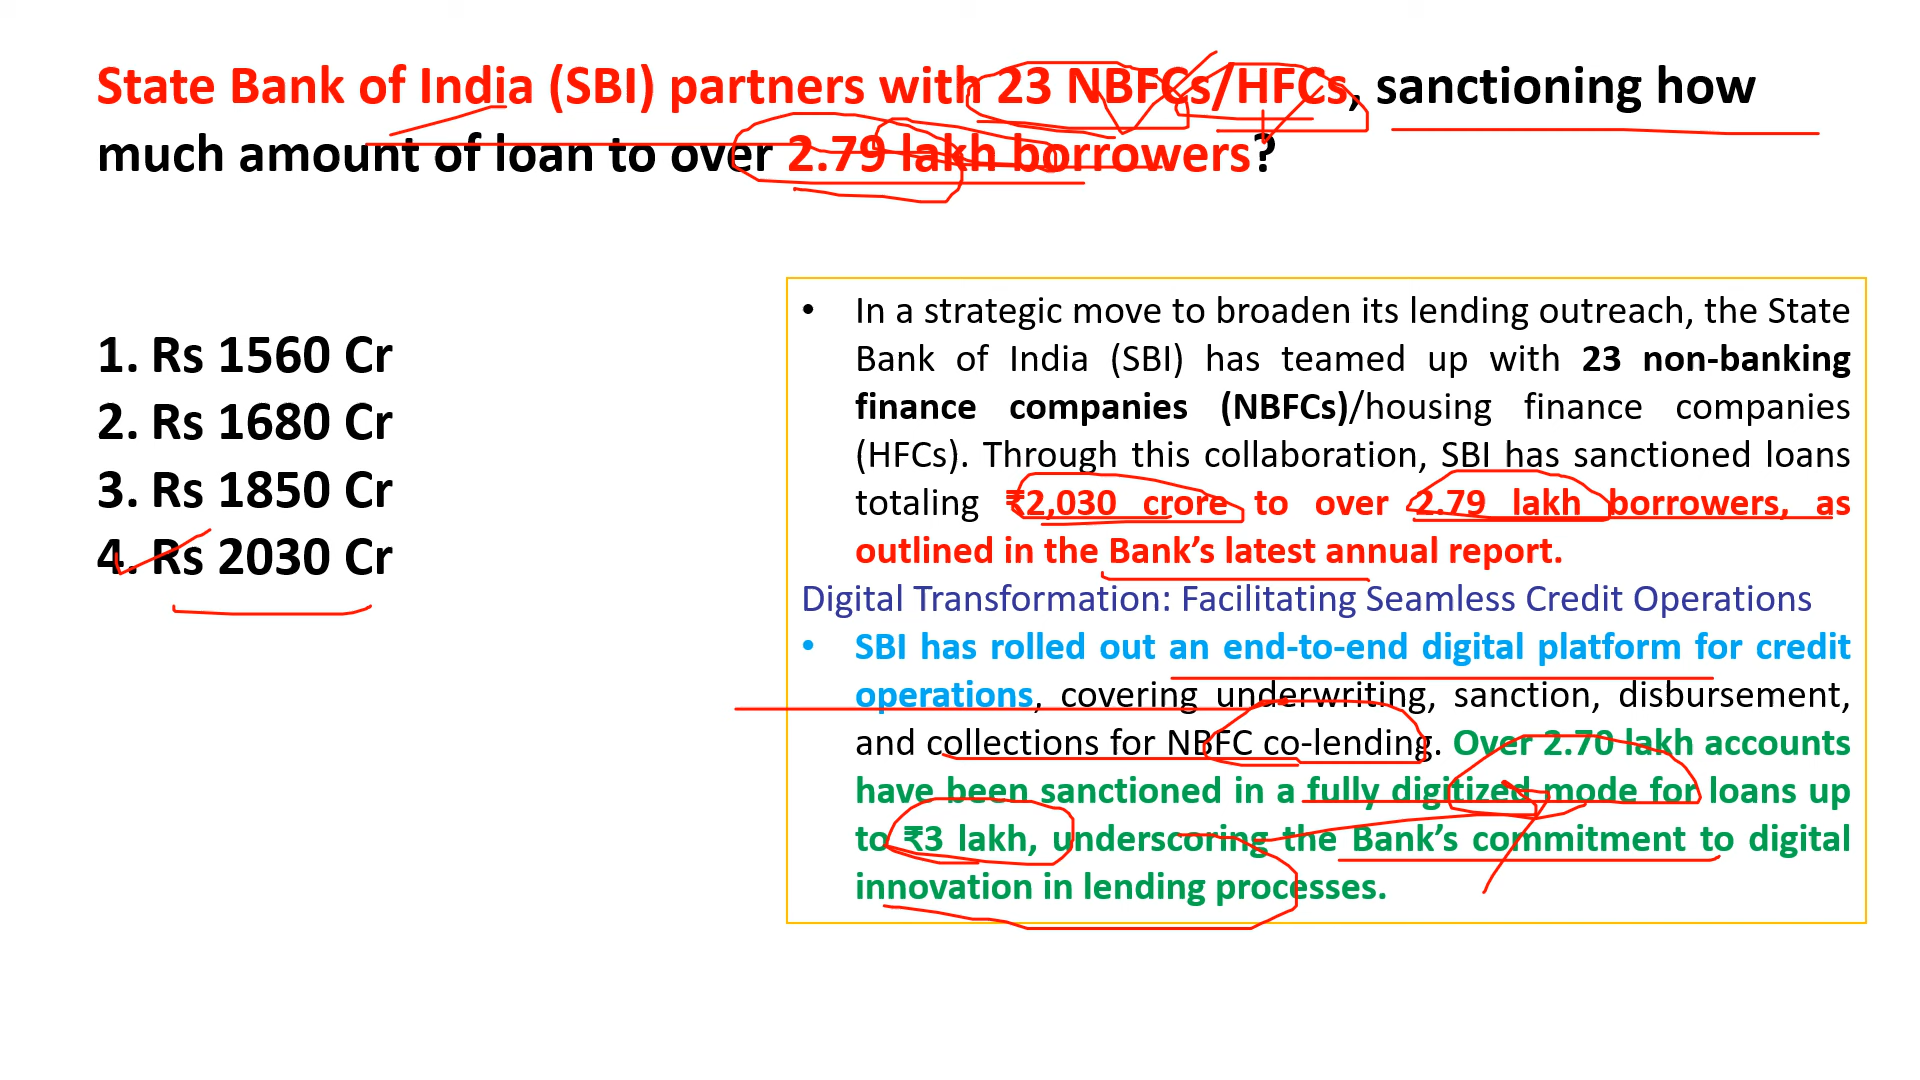 State Bank of India (SBI) partners with 23 NBFCs/HFCs, sanctioning how
much amount of loan to over 2.79 lakh borrowers?
1. Rs 1560 Cr
2. Rs 1680 Cr
3. Rs 1850 Cr
4. Rs 2030 Cr
• In a strategic move to broaden its lending outreach, the State
Bank of India (SBI) has teamed up with 23 non-banking
finance companies (NBFCs)/housing finance companies
(HFCs). Through this collaboration, SBI has sanctioned loans
totaling ₹2,030 crore to over 2.79 lakh borrowers, as
outlined in the Bank’s latest annual report.
Digital Transformation: Facilitating Seamless Credit Operations
• SBI has rolled out an end-to-end digital platform for credit
operations, covering underwriting, sanction, disbursement,
and collections for NBFC co-lending. Over 2.70 lakh accounts
have been sanctioned in a fully digitized mode for loans up
to ₹3 lakh, underscoring the Bank’s commitment to digital
innovation in lending processes.